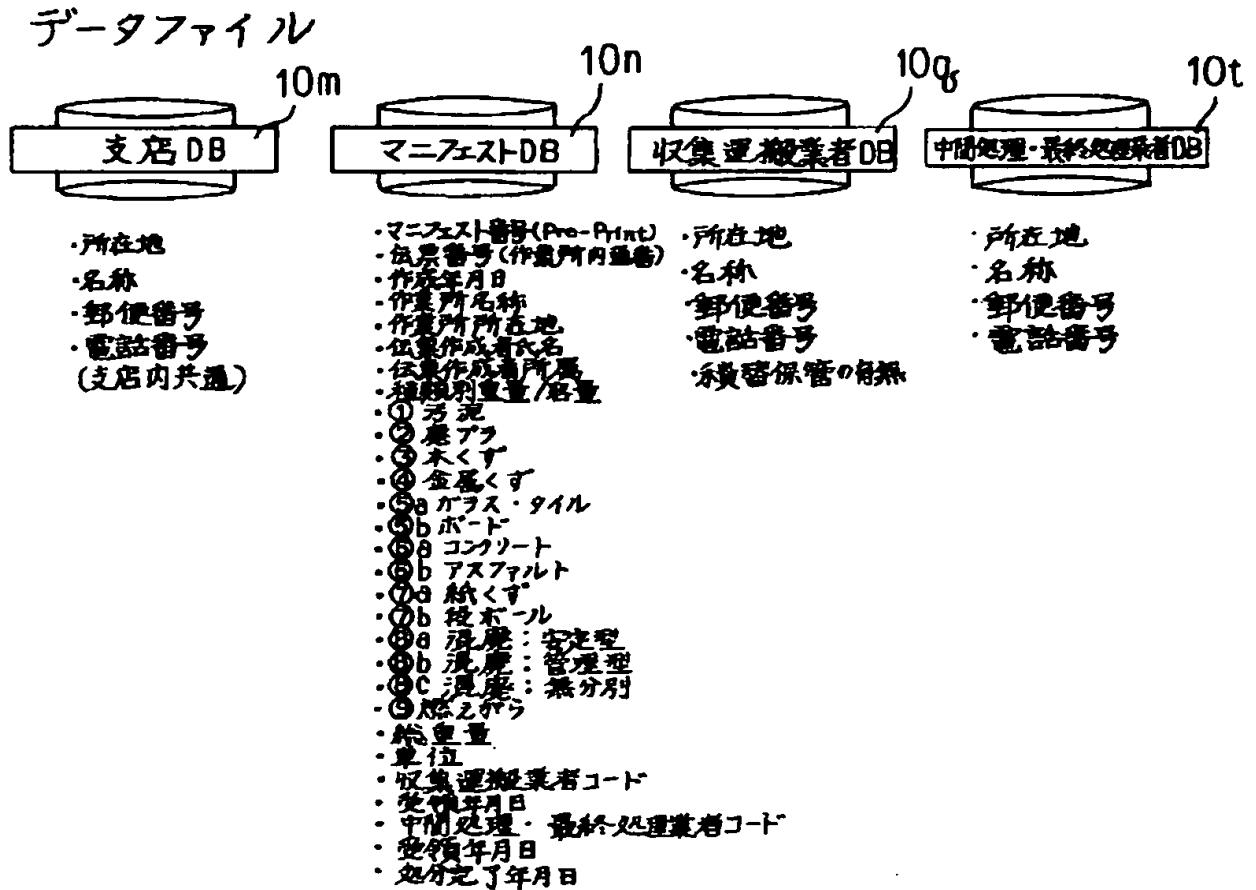 データファイル
10m
支店DB
・所在地
・名称
・郵便番号
・電話番号
(支店内共通)
10n
マニフェストDB
・マニフェスト番号(Pre-Print)
・伝票番号(作業所内通番)
・作成年月日
・作業所名称
・作業所所在地
・伝票作成者氏名
・伝票作成者所属
・種類別重量/容量
・① 汚泥
・② 廃プラ
・③ 木くず
・④ 金属くず
・⑤a ガラス・タイル
・⑤b ボード
・⑥a コンクリート
・⑥b アスファルト
・⑦a 紙くず
・⑦b 段ボール
・⑧a 混廃:安定型
・⑧b 混廃:管理型
・⑧c 混廃:無分別
・⑨燃えがら
・総重量
・単位
・収集運搬業者コード
・受領年月日
・中間処理・最終処理業者コード
・受領年月日
・処分完了年月日
10q
収集運搬業者DB
・所在地
・名称
・郵便番号
・電話番号
・積替保管の有無
10t
中間処理・最終処理業者DB
・所在地
・名称
・郵便番号
・電話番号